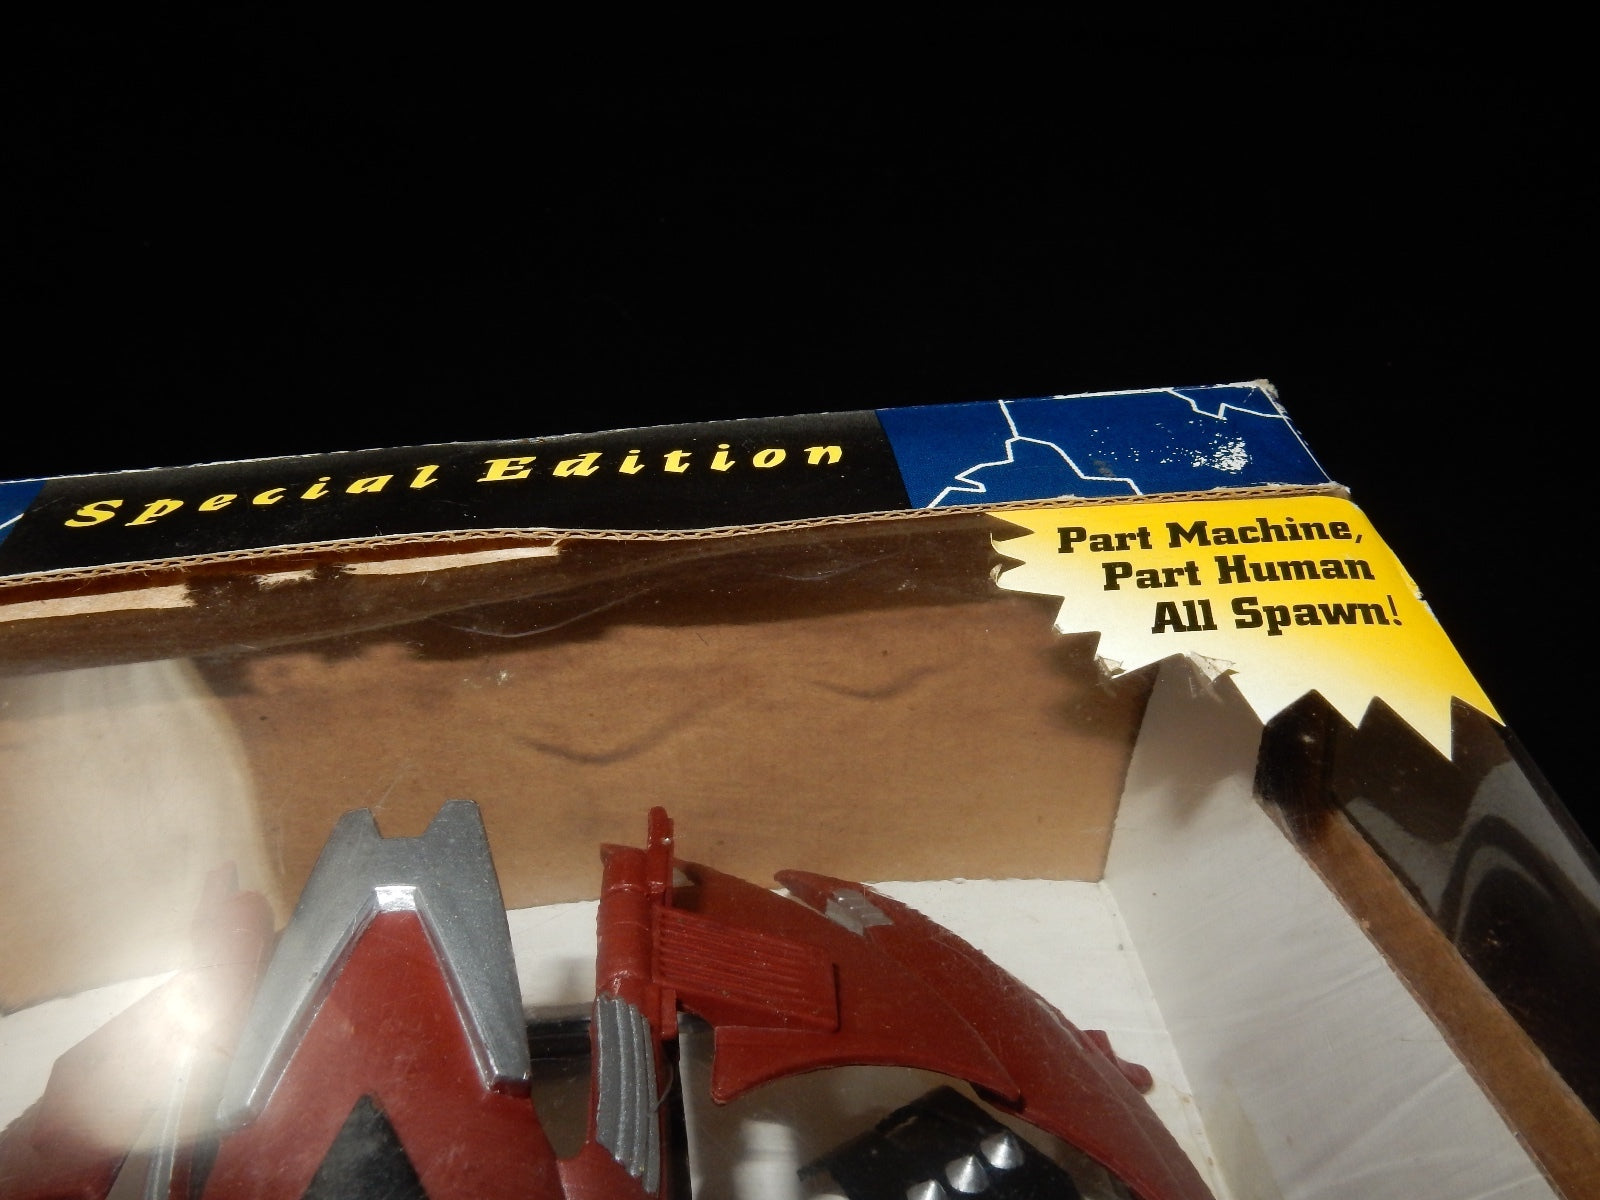 Special Edition
Part Machine,
Part Human
All Spawn!